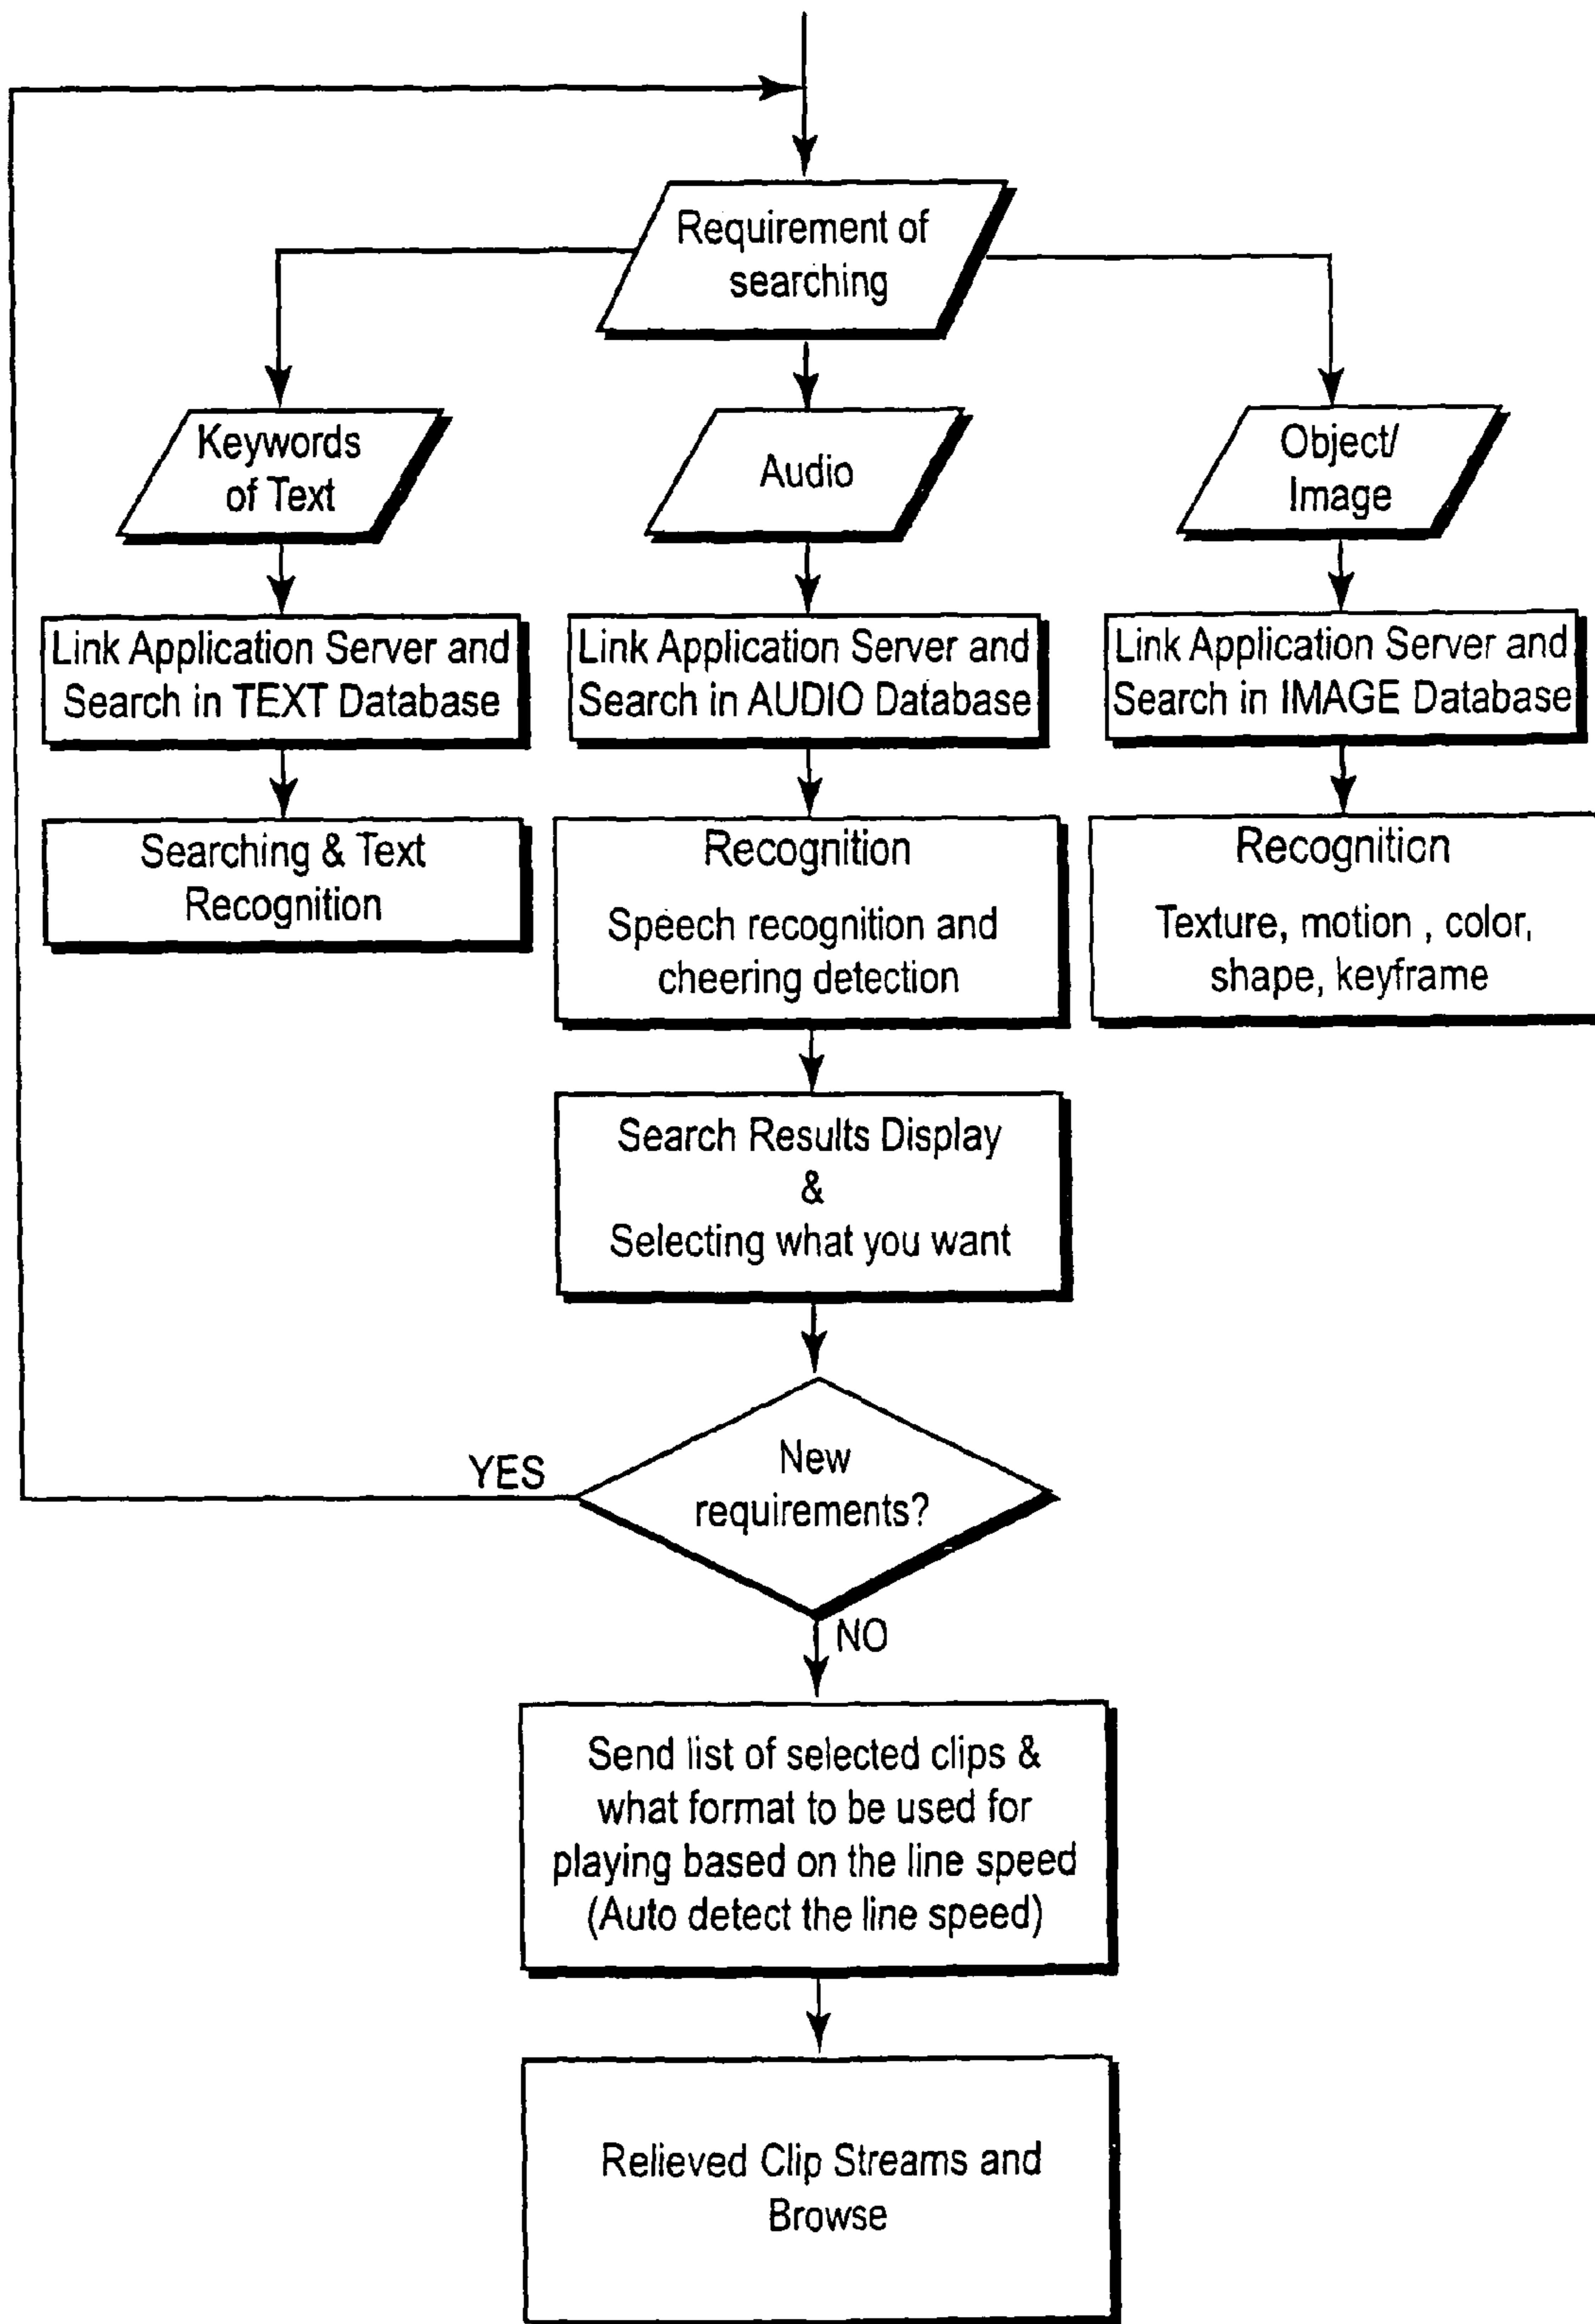 Requirement of
searching
Keywords
of Text
Audio
Object/
Image
Link Application Server and
Search in TEXT Database
Link Application Server and
Search in AUDIO Database
Link Application Server and
Search in IMAGE Database
Searching & Text
Recognition
Recognition
Speech recognition and
cheering detection
Recognition
Texture, motion , color,
shape, keyframe
Search Results Display
&
Selecting what you want
YES
New
requirements?
NO
Send list of selected clips &
what format to be used for
playing based on the line speed
(Auto detect the line speed)
Relieved Clip Streams and
Browse